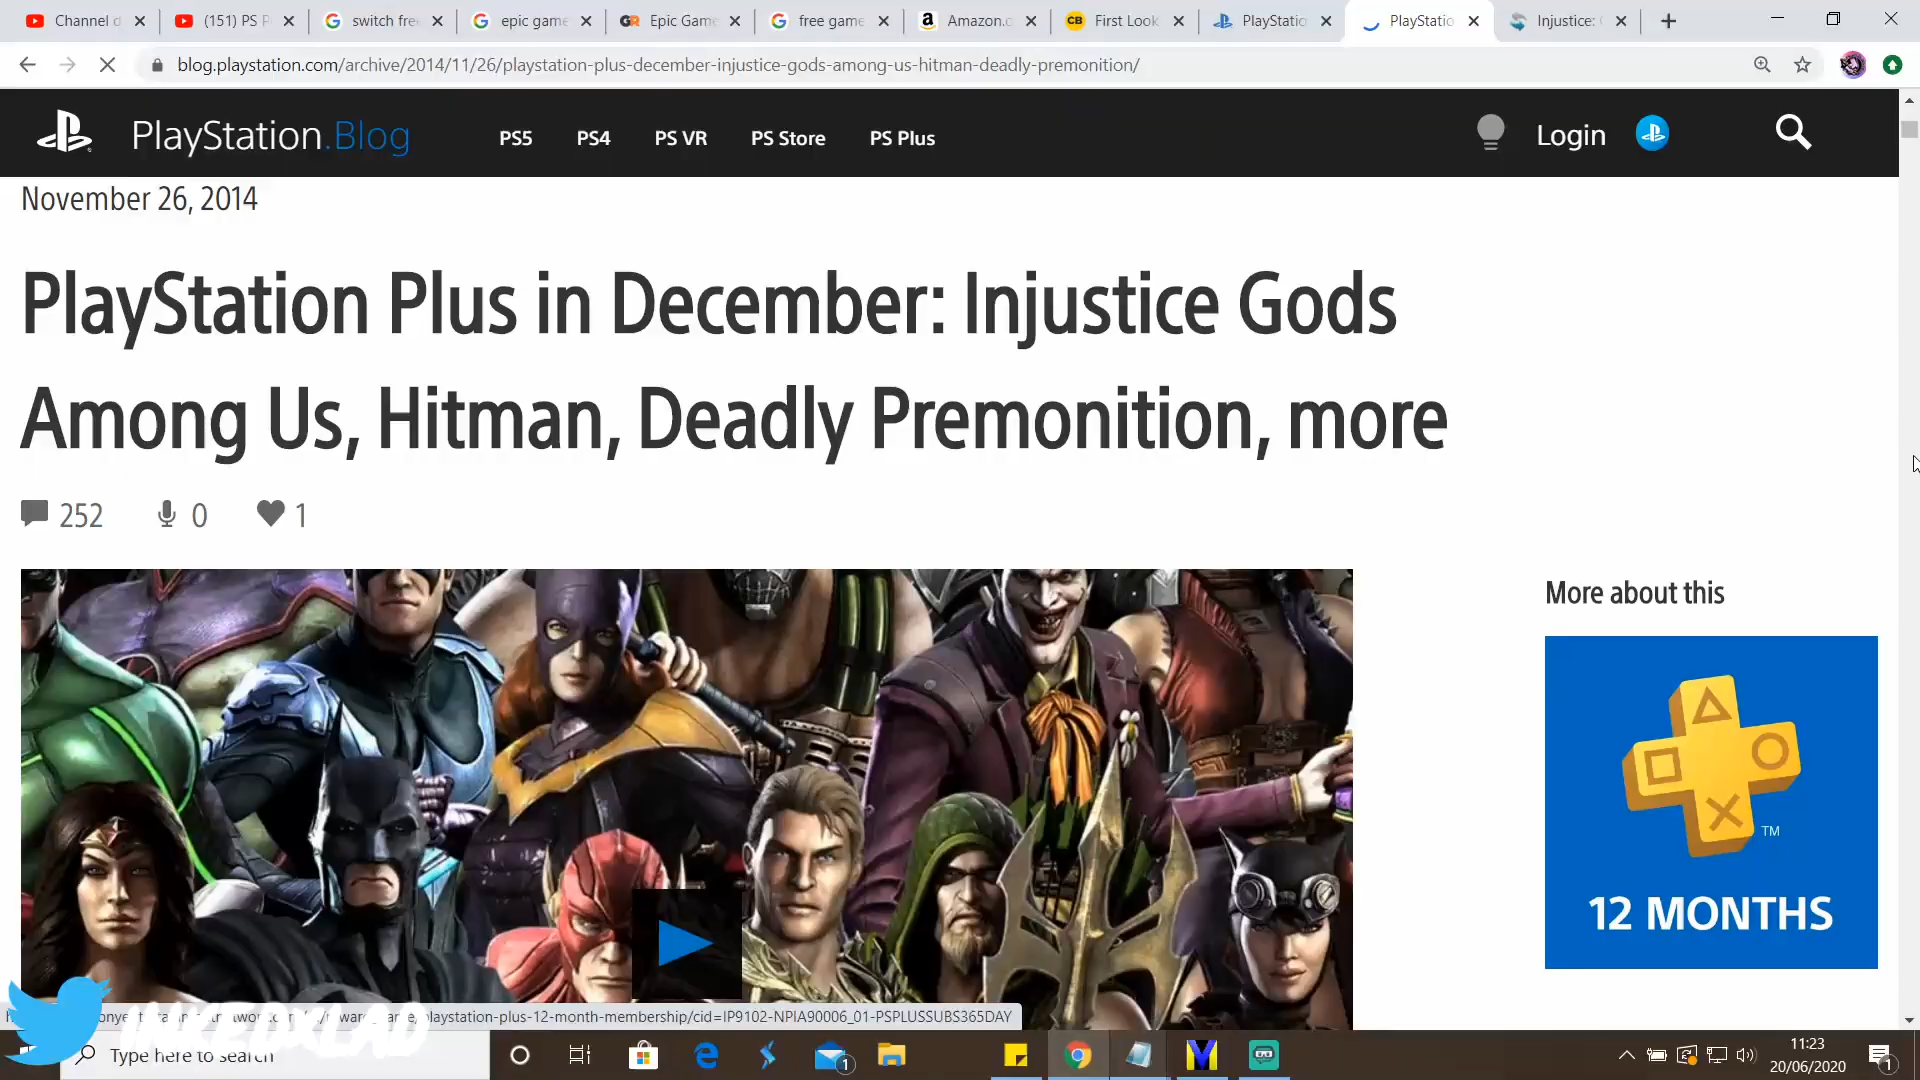 Channel d
(151) PS P
switch free
epic game
Epic Game
free game
Amazon.c
First Look
PlayStatio
PlayStatio
Injustice:
blog.playstation.com/archive/2014/11/26/playstation-plus-december-injustice-gods-among-us-hitman-deadly-premonition/
PlayStation.Blog
PS5
PS4
PS VR
PS Store
PS Plus
Login
November 26, 2014
PlayStation Plus in December: Injustice Gods
Among Us, Hitman, Deadly Premonition, more
252
0
1
More about this
TM
12 MONTHS
playstation-plus-12-month-membership/cid=IP9102-NPIA90006_01-PSPLUSSUBS365DAY
INKEDXLAD
Type here to search
1
11:23
20/06/2020
1